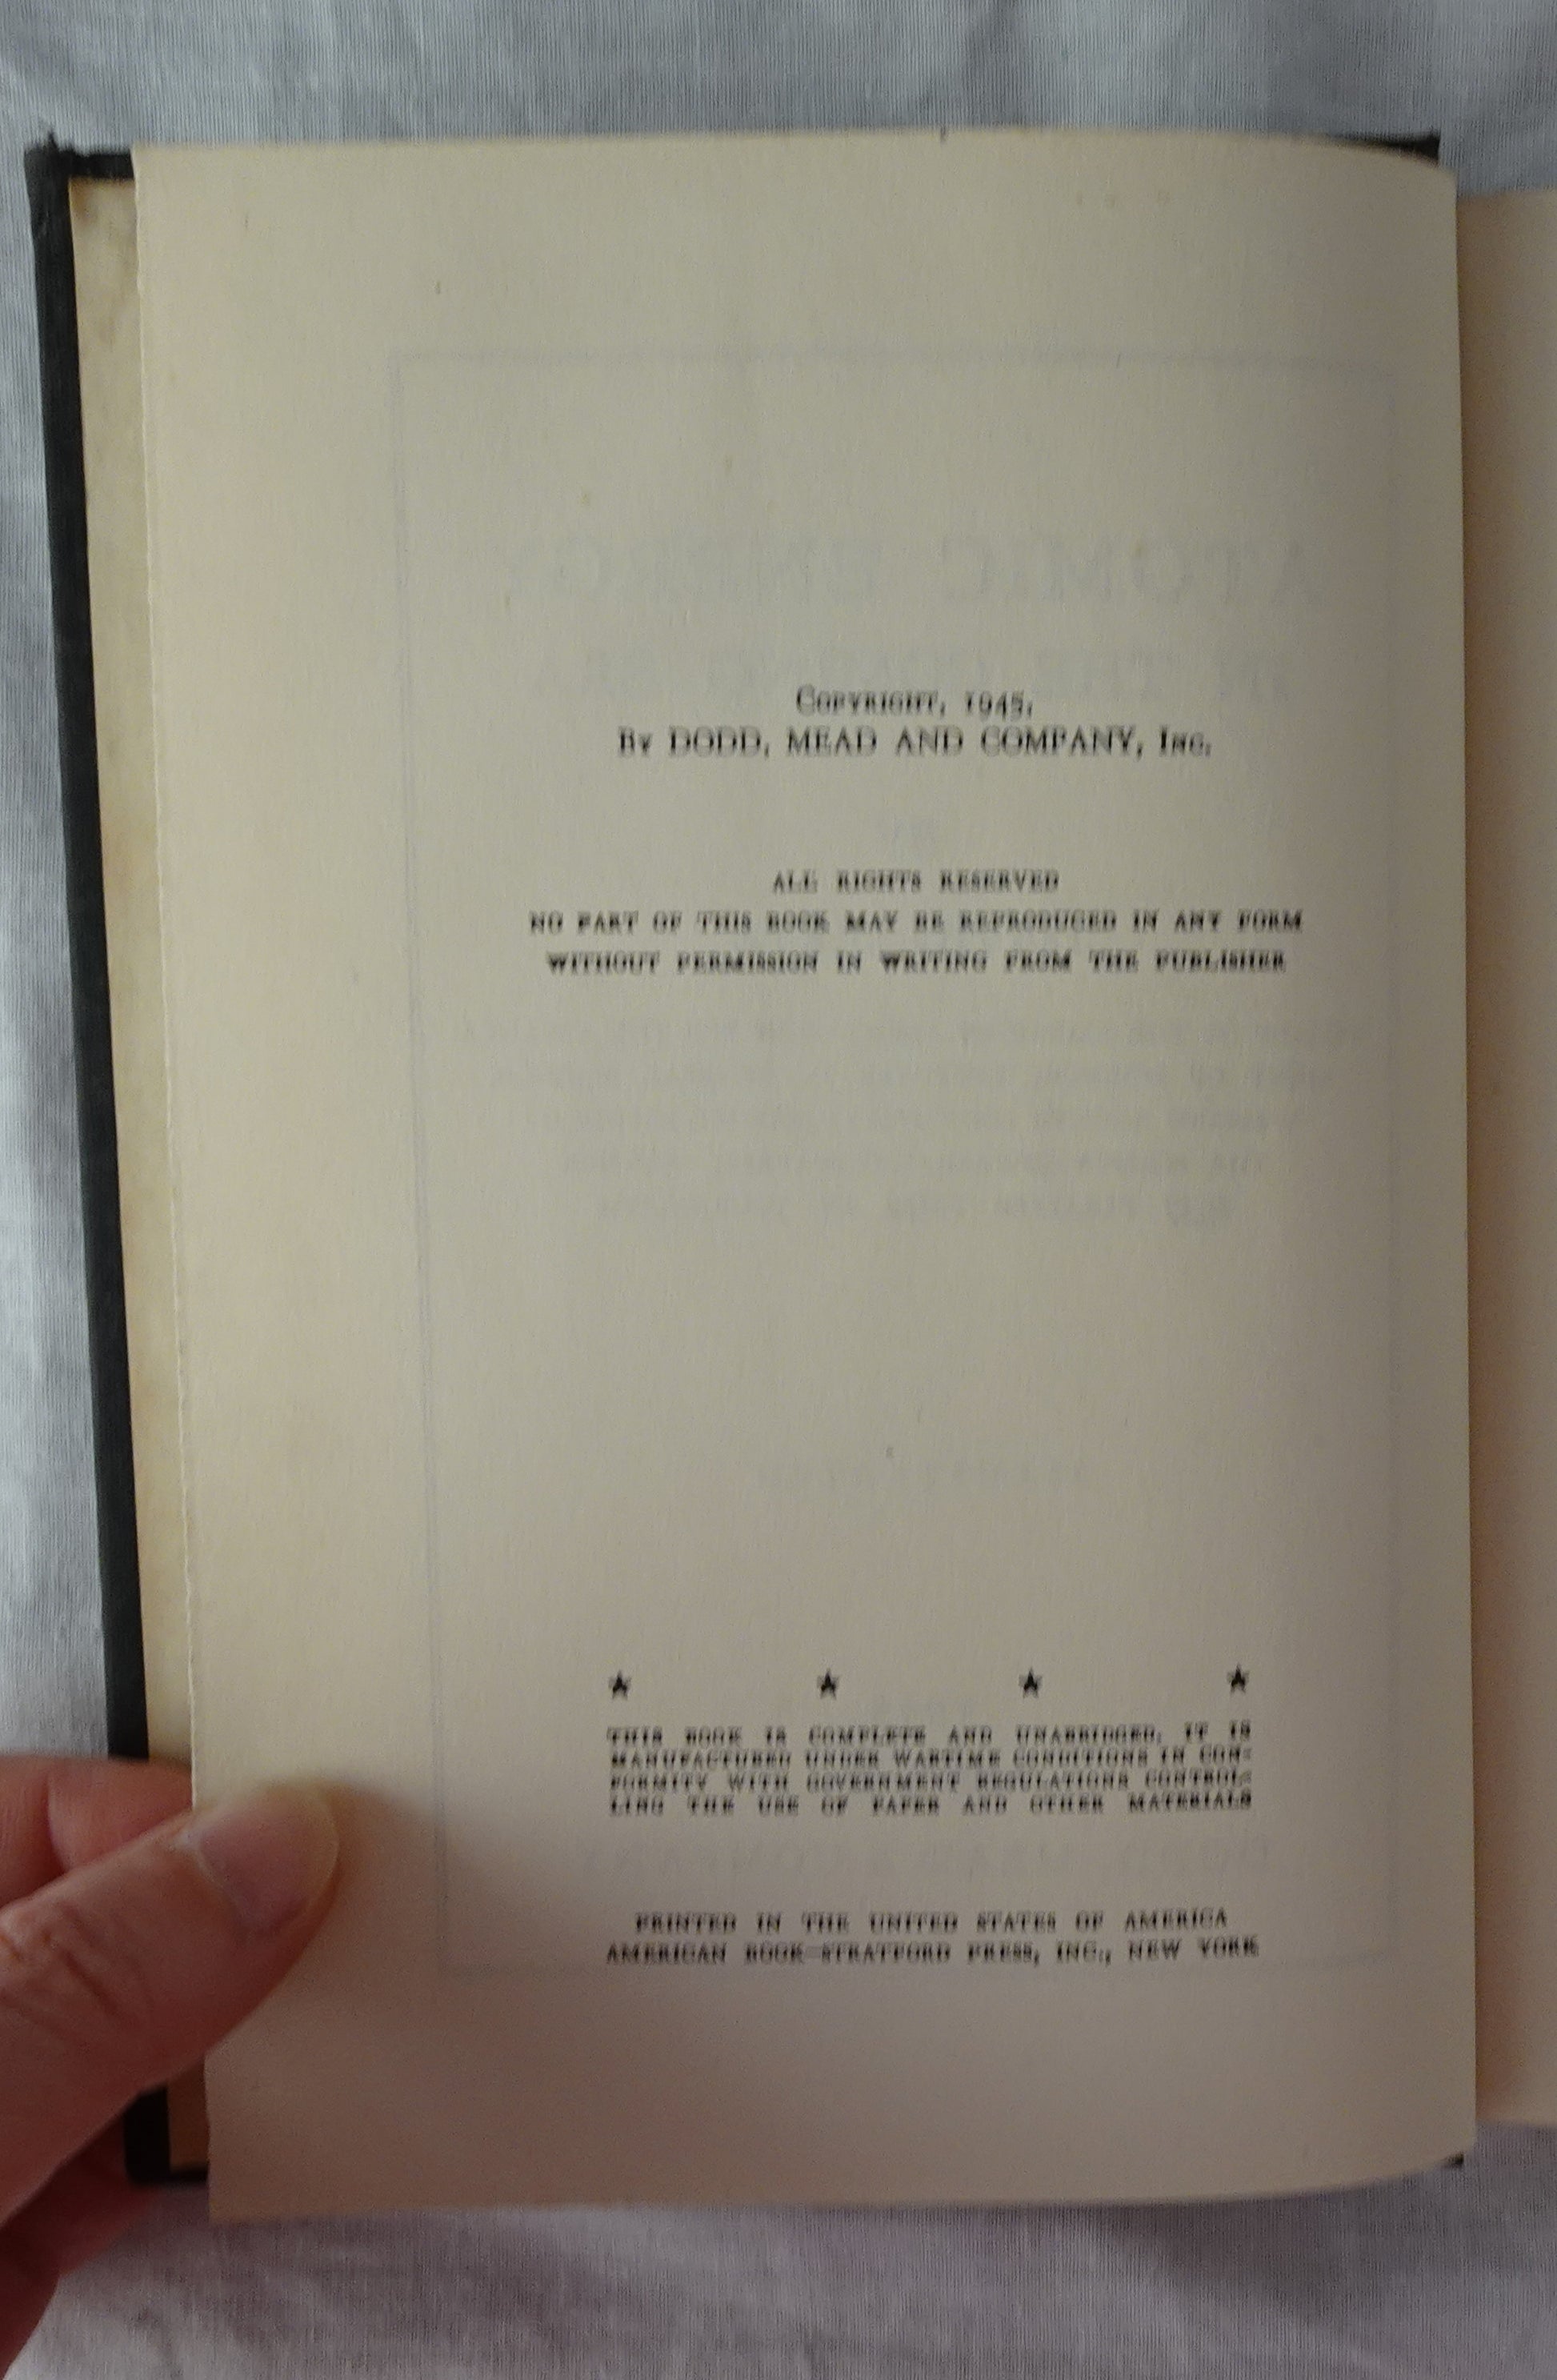 Copyright, 1945,
By DODD, MEAD AND COMPANY, Inc.
ALL RIGHTS RESERVED
NO PART OF THIS BOOK MAY BE REPRODUCED IN ANY FORM
WITHOUT PERMISSION IN WRITING FROM THE PUBLISHER
★ ★ ★ ★
THIS BOOK IS COMPLETE AND UNABRIDGED. IT IS
MANUFACTURED UNDER WARTIME CONDITIONS IN CON-
FORMITY WITH GOVERNMENT REGULATIONS CONTROL-
LING THE USE OF PAPER AND OTHER MATERIALS
PRINTED IN THE UNITED STATES OF AMERICA
AMERICAN BOOK–STRATFORD PRESS, INC., NEW YORK